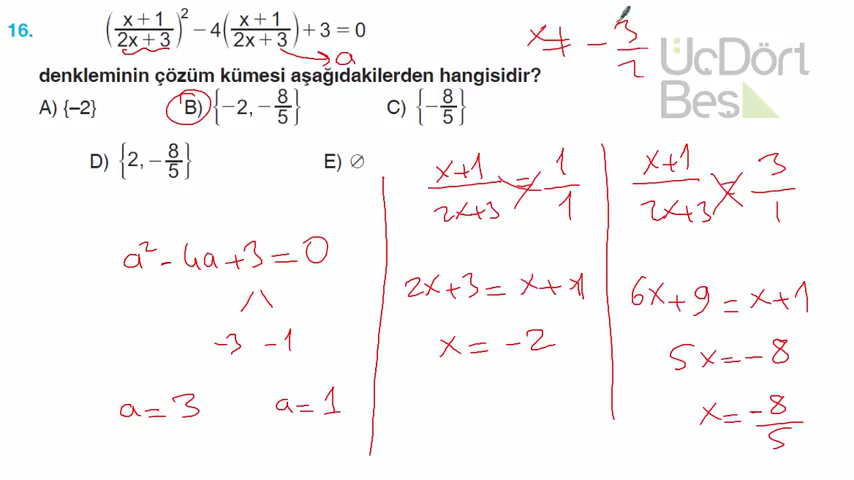 16. ((x+1)/(2x+3))² − 4((x+1)/(2x+3)) + 3 = 0
a
x ≠ −3/2
denkleminin çözüm kümesi aşağıdakilerden hangisidir?
ÜçDört
Beş
A) {−2} B) {−2, −8/5} C) {−8/5}
D) {2, −8/5} E) ∅
a² − 4a + 3 = 0
−3 −1
a = 3 a = 1
(x+1)/(2x+3) = 1/1
2x+3 = x+1
x = −2
(x+1)/(2x+3) = 3/1
6x+9 = x+1
5x = −8
x = −8/5